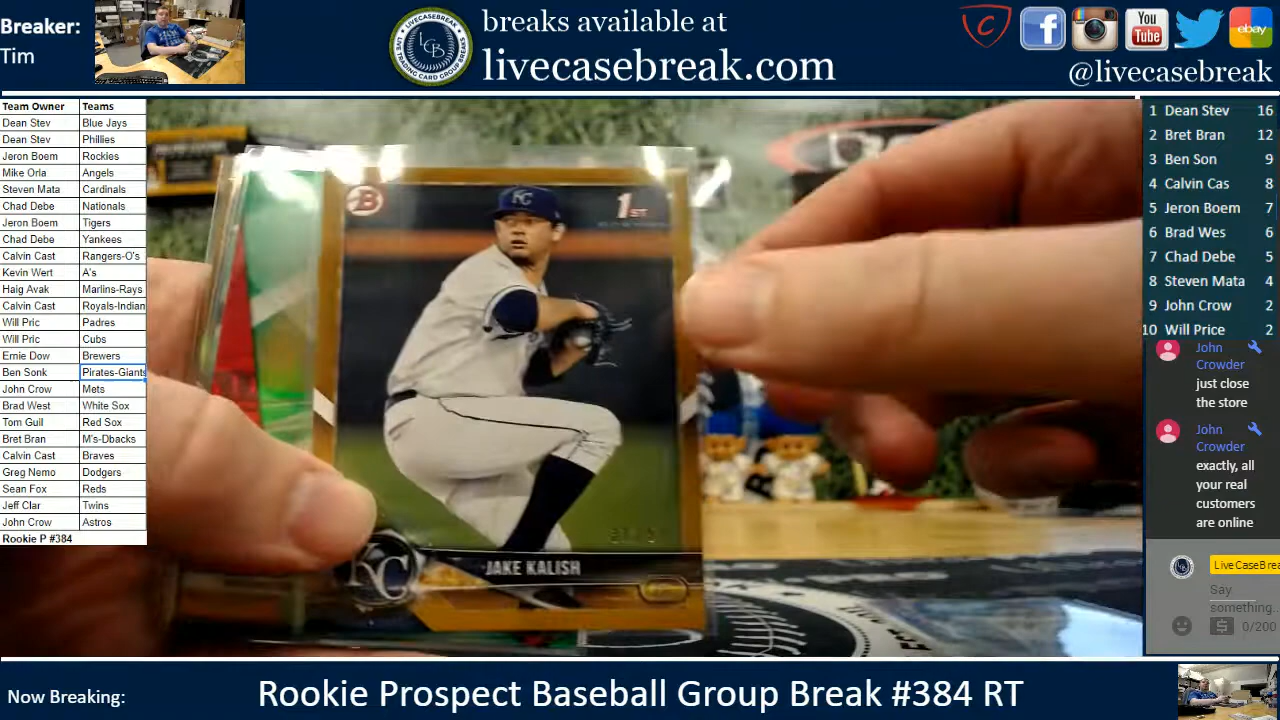 Breaker:
Tim
breaks available at
livecasebreak.com
LCB
You
Tube
ebay
@livecasebreak
Team Owner Teams
Dean Stev Blue Jays
Dean Stev Phillies
Jeron Boem Rockies
Mike Orla Angels
Steven Mata Cardinals
Chad Debe Nationals
Jeron Boem Tigers
Chad Debe Yankees
Calvin Cast Rangers-O's
Kevin Wert A's
Haig Avak Marlins-Rays
Calvin Cast Royals-Indian
Will Pric Padres
Will Pric Cubs
Ernie Dow Brewers
Ben Sonk Pirates-Giants
John Crow Mets
Brad West White Sox
Tom Guil Red Sox
Bret Bran M's-Dbacks
Calvin Cast Braves
Greg Nemo Dodgers
Sean Fox Reds
Jeff Clar Twins
John Crow Astros
Rookie P #384
B
1ST
KC
JAKE KALISH
KC
1 Dean Stev 16
2 Bret Bran 12
3 Ben Son 9
4 Calvin Cas 8
5 Jeron Boem 7
6 Brad Wes 6
7 Chad Debe 5
8 Steven Mata 4
9 John Crow 2
10 Will Price 2
John
Crowder
just close
the store
John
Crowder
exactly, all
your real
customers
are online
LiveCaseBrea
Say
something...
0/200
Now Breaking:
Rookie Prospect Baseball Group Break #384 RT